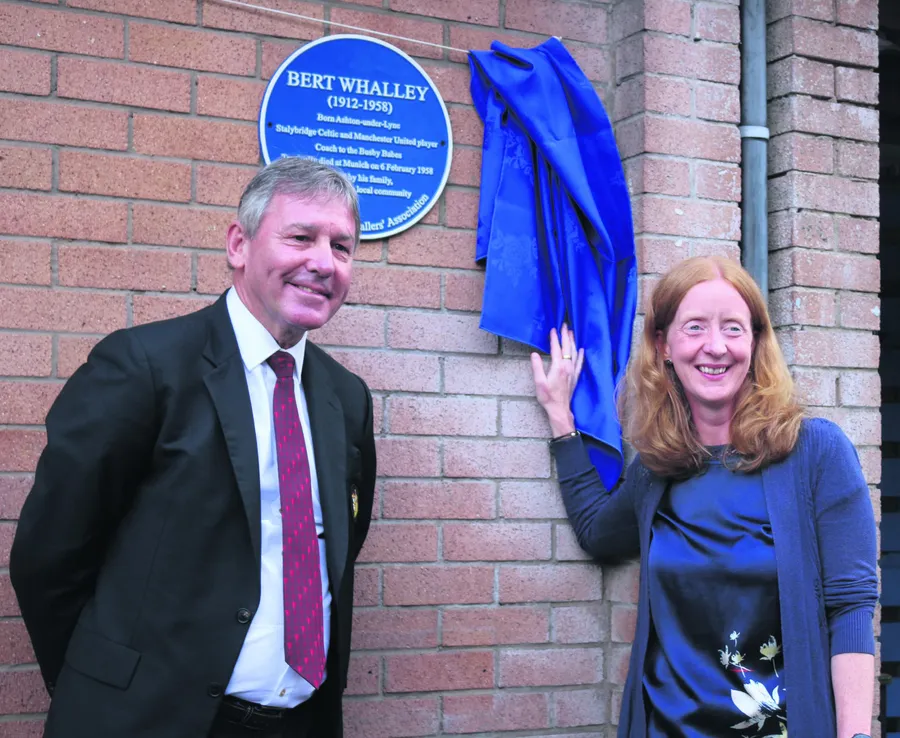 BERT WHALLEY
(1912-1958)
Born Ashton-under-Lyne
Stalybridge Celtic and Manchester United player
Coach to the Busby Babes
died at Munich on 6 February 1958
by his family,
local community
Association